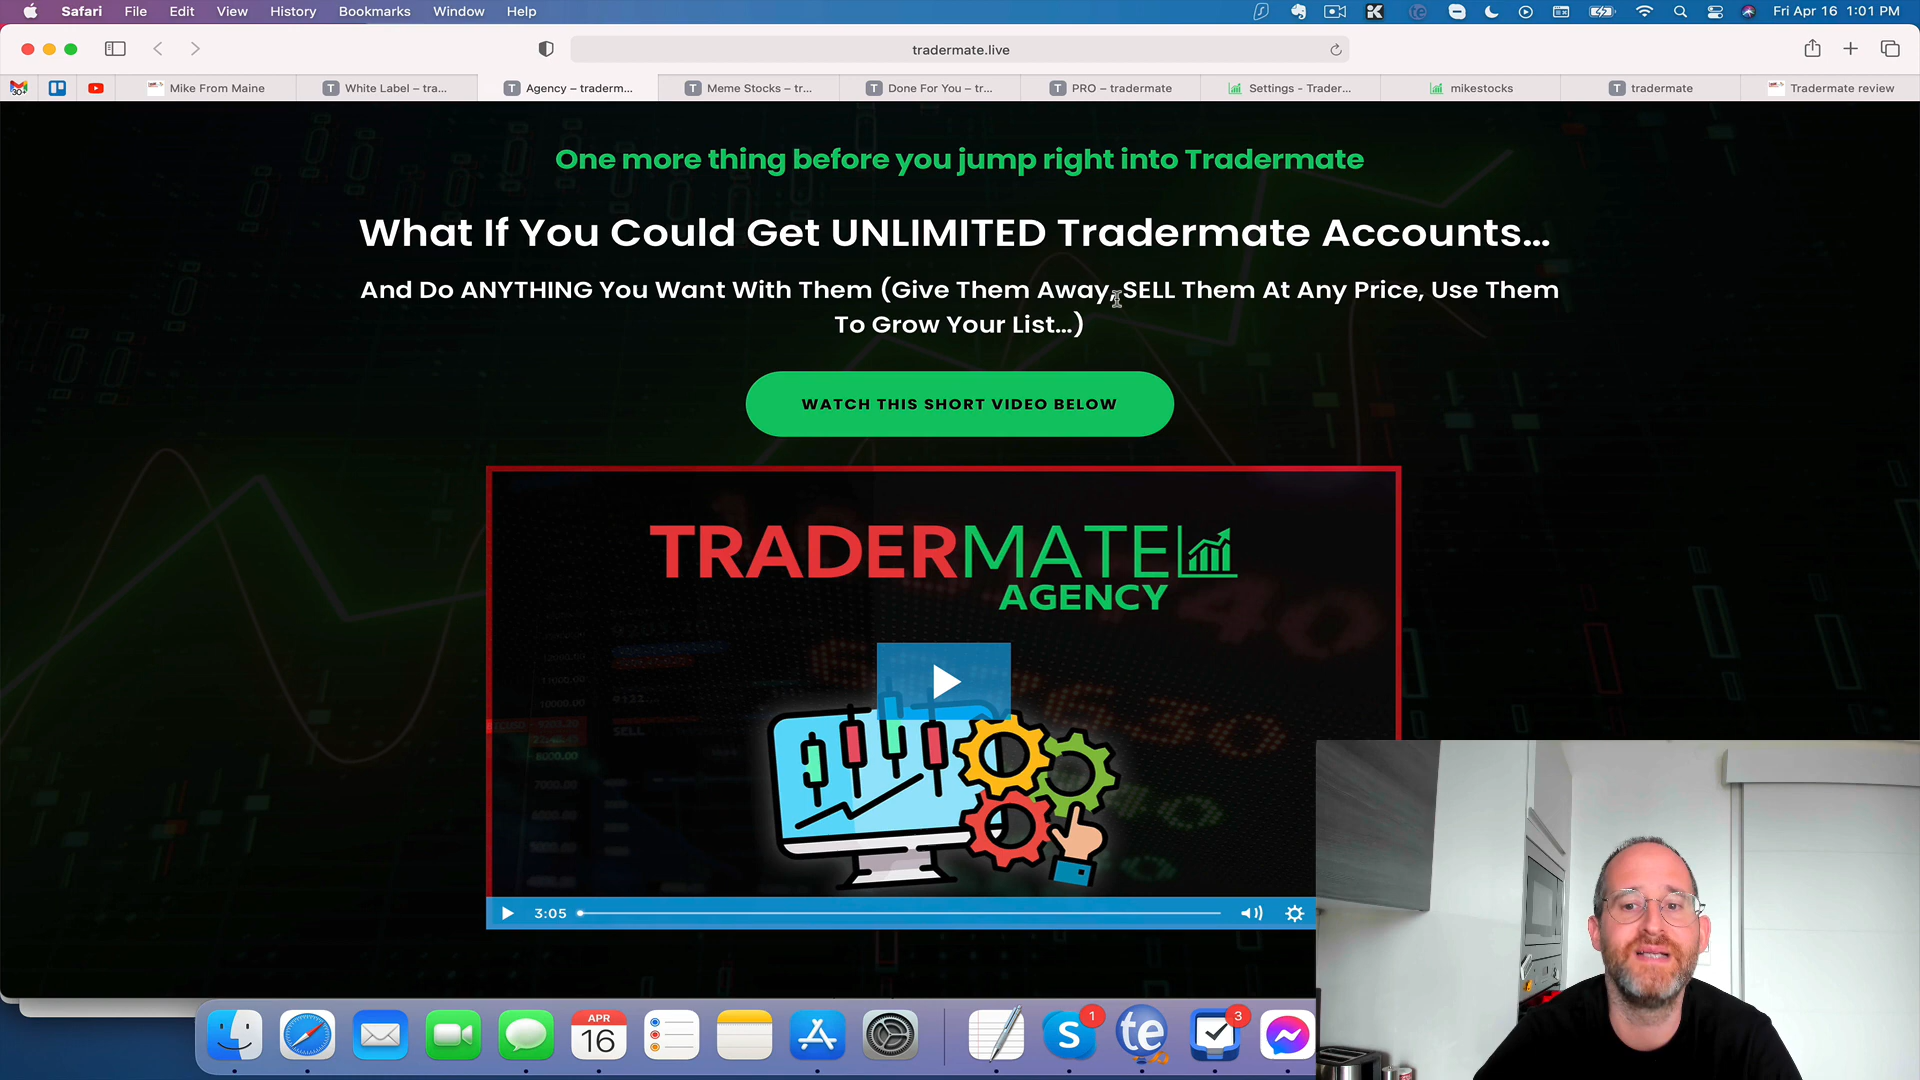 Safari File Edit View History Bookmarks Window Help Fri Apr 16 1:01 PM
tradermate.live
Mike From Maine White Label – tra... Agency – traderm... Meme Stocks – tr... Done For You – tr... PRO – tradermate Settings - Trader... mikestocks tradermate Tradermate review
One more thing before you jump right into Tradermate
What If You Could Get UNLIMITED Tradermate Accounts...
And Do ANYTHING You Want With Them (Give Them Away, SELL Them At Any Price, Use Them
To Grow Your List...)
WATCH THIS SHORT VIDEO BELOW
TRADERMATE
AGENCY
SELL
3:05
APR
16
S 1
te
3